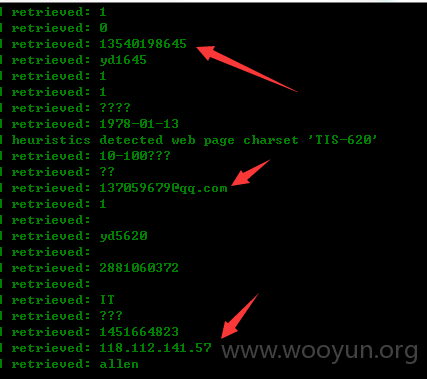 retrieved: 1
retrieved: 0
retrieved: 13540198645
retrieved: yd1645
retrieved: 1
retrieved: 1
retrieved: ????
retrieved: 1978-01-13
heuristics detected web page charset 'TIS-620'
retrieved: 10-100???
retrieved: ??
retrieved: 137059679@qq.com
retrieved: 1
retrieved:
retrieved: yd5620
retrieved:
retrieved: 2881060372
retrieved:
retrieved: IT
retrieved: ???
retrieved: 1451664823
retrieved: 118.112.141.57
www.wooyun.org
retrieved: allen